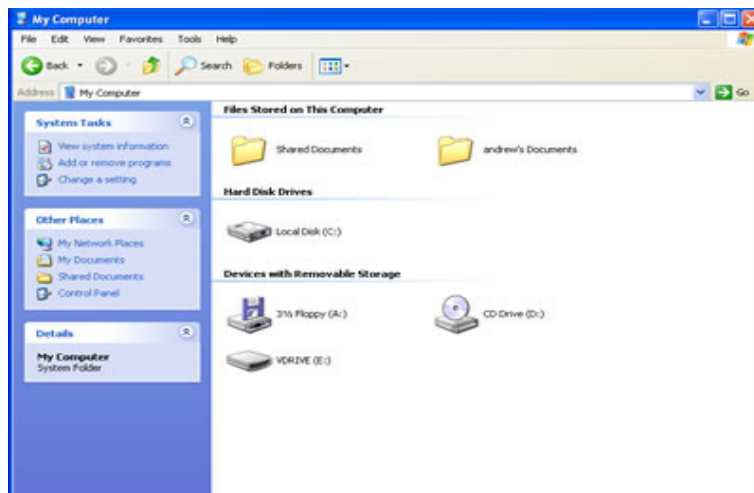 My Computer
File Edit View Favorites Tools Help
Back Search Folders
Address My Computer Go
System Tasks
View system information
Add or remove programs
Change a setting
Other Places
My Network Places
My Documents
Shared Documents
Control Panel
Details
My Computer
System Folder
Files Stored on This Computer
Shared Documents andrew's Documents
Hard Disk Drives
Local Disk (C:)
Devices with Removable Storage
3½ Floppy (A:) CD Drive (D:)
VDRIVE (E:)